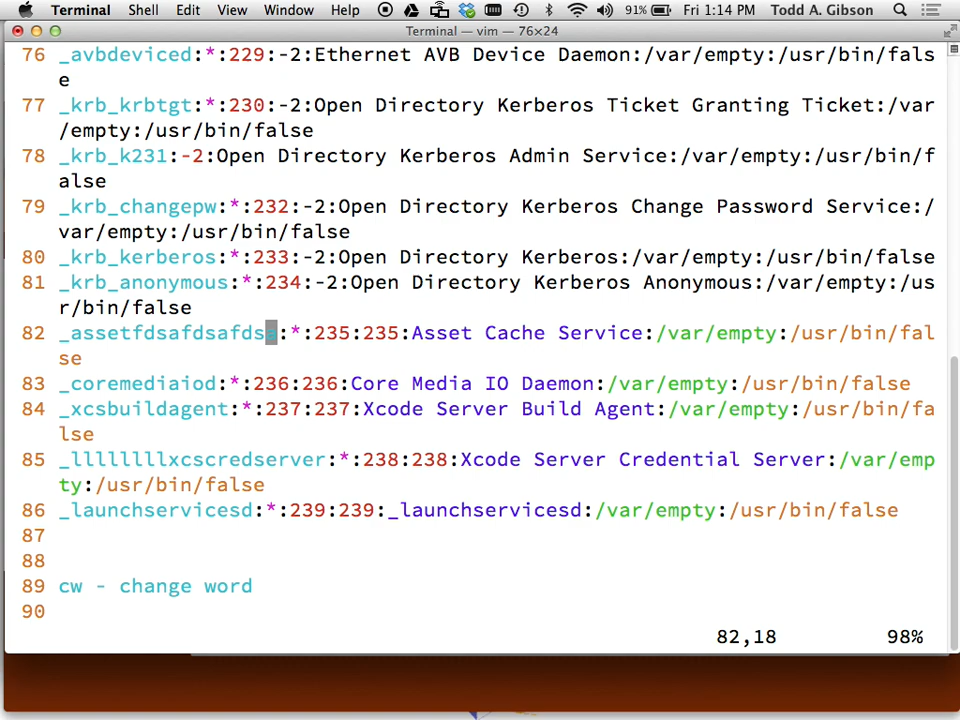 Terminal Shell Edit View Window Help 91% Fri 1:14 PM Todd A. Gibson
Terminal — vim — 76×24
76 _avbdeviced:*:229:-2:Ethernet AVB Device Daemon:/var/empty:/usr/bin/fals
e
77 _krb_krbtgt:*:230:-2:Open Directory Kerberos Ticket Granting Ticket:/var
/empty:/usr/bin/false
78 _krb_k231:-2:Open Directory Kerberos Admin Service:/var/empty:/usr/bin/f
alse
79 _krb_changepw:*:232:-2:Open Directory Kerberos Change Password Service:/
var/empty:/usr/bin/false
80 _krb_kerberos:*:233:-2:Open Directory Kerberos:/var/empty:/usr/bin/false
81 _krb_anonymous:*:234:-2:Open Directory Kerberos Anonymous:/var/empty:/us
r/bin/false
82 _assetfdsafdsafdsa:*:235:235:Asset Cache Service:/var/empty:/usr/bin/fal
se
83 _coremediaiod:*:236:236:Core Media IO Daemon:/var/empty:/usr/bin/false
84 _xcsbuildagent:*:237:237:Xcode Server Build Agent:/var/empty:/usr/bin/fa
lse
85 _llllllllxcscredserver:*:238:238:Xcode Server Credential Server:/var/emp
ty:/usr/bin/false
86 _launchservicesd:*:239:239:_launchservicesd:/var/empty:/usr/bin/false
87
88
89 cw - change word
90
82,18 98%